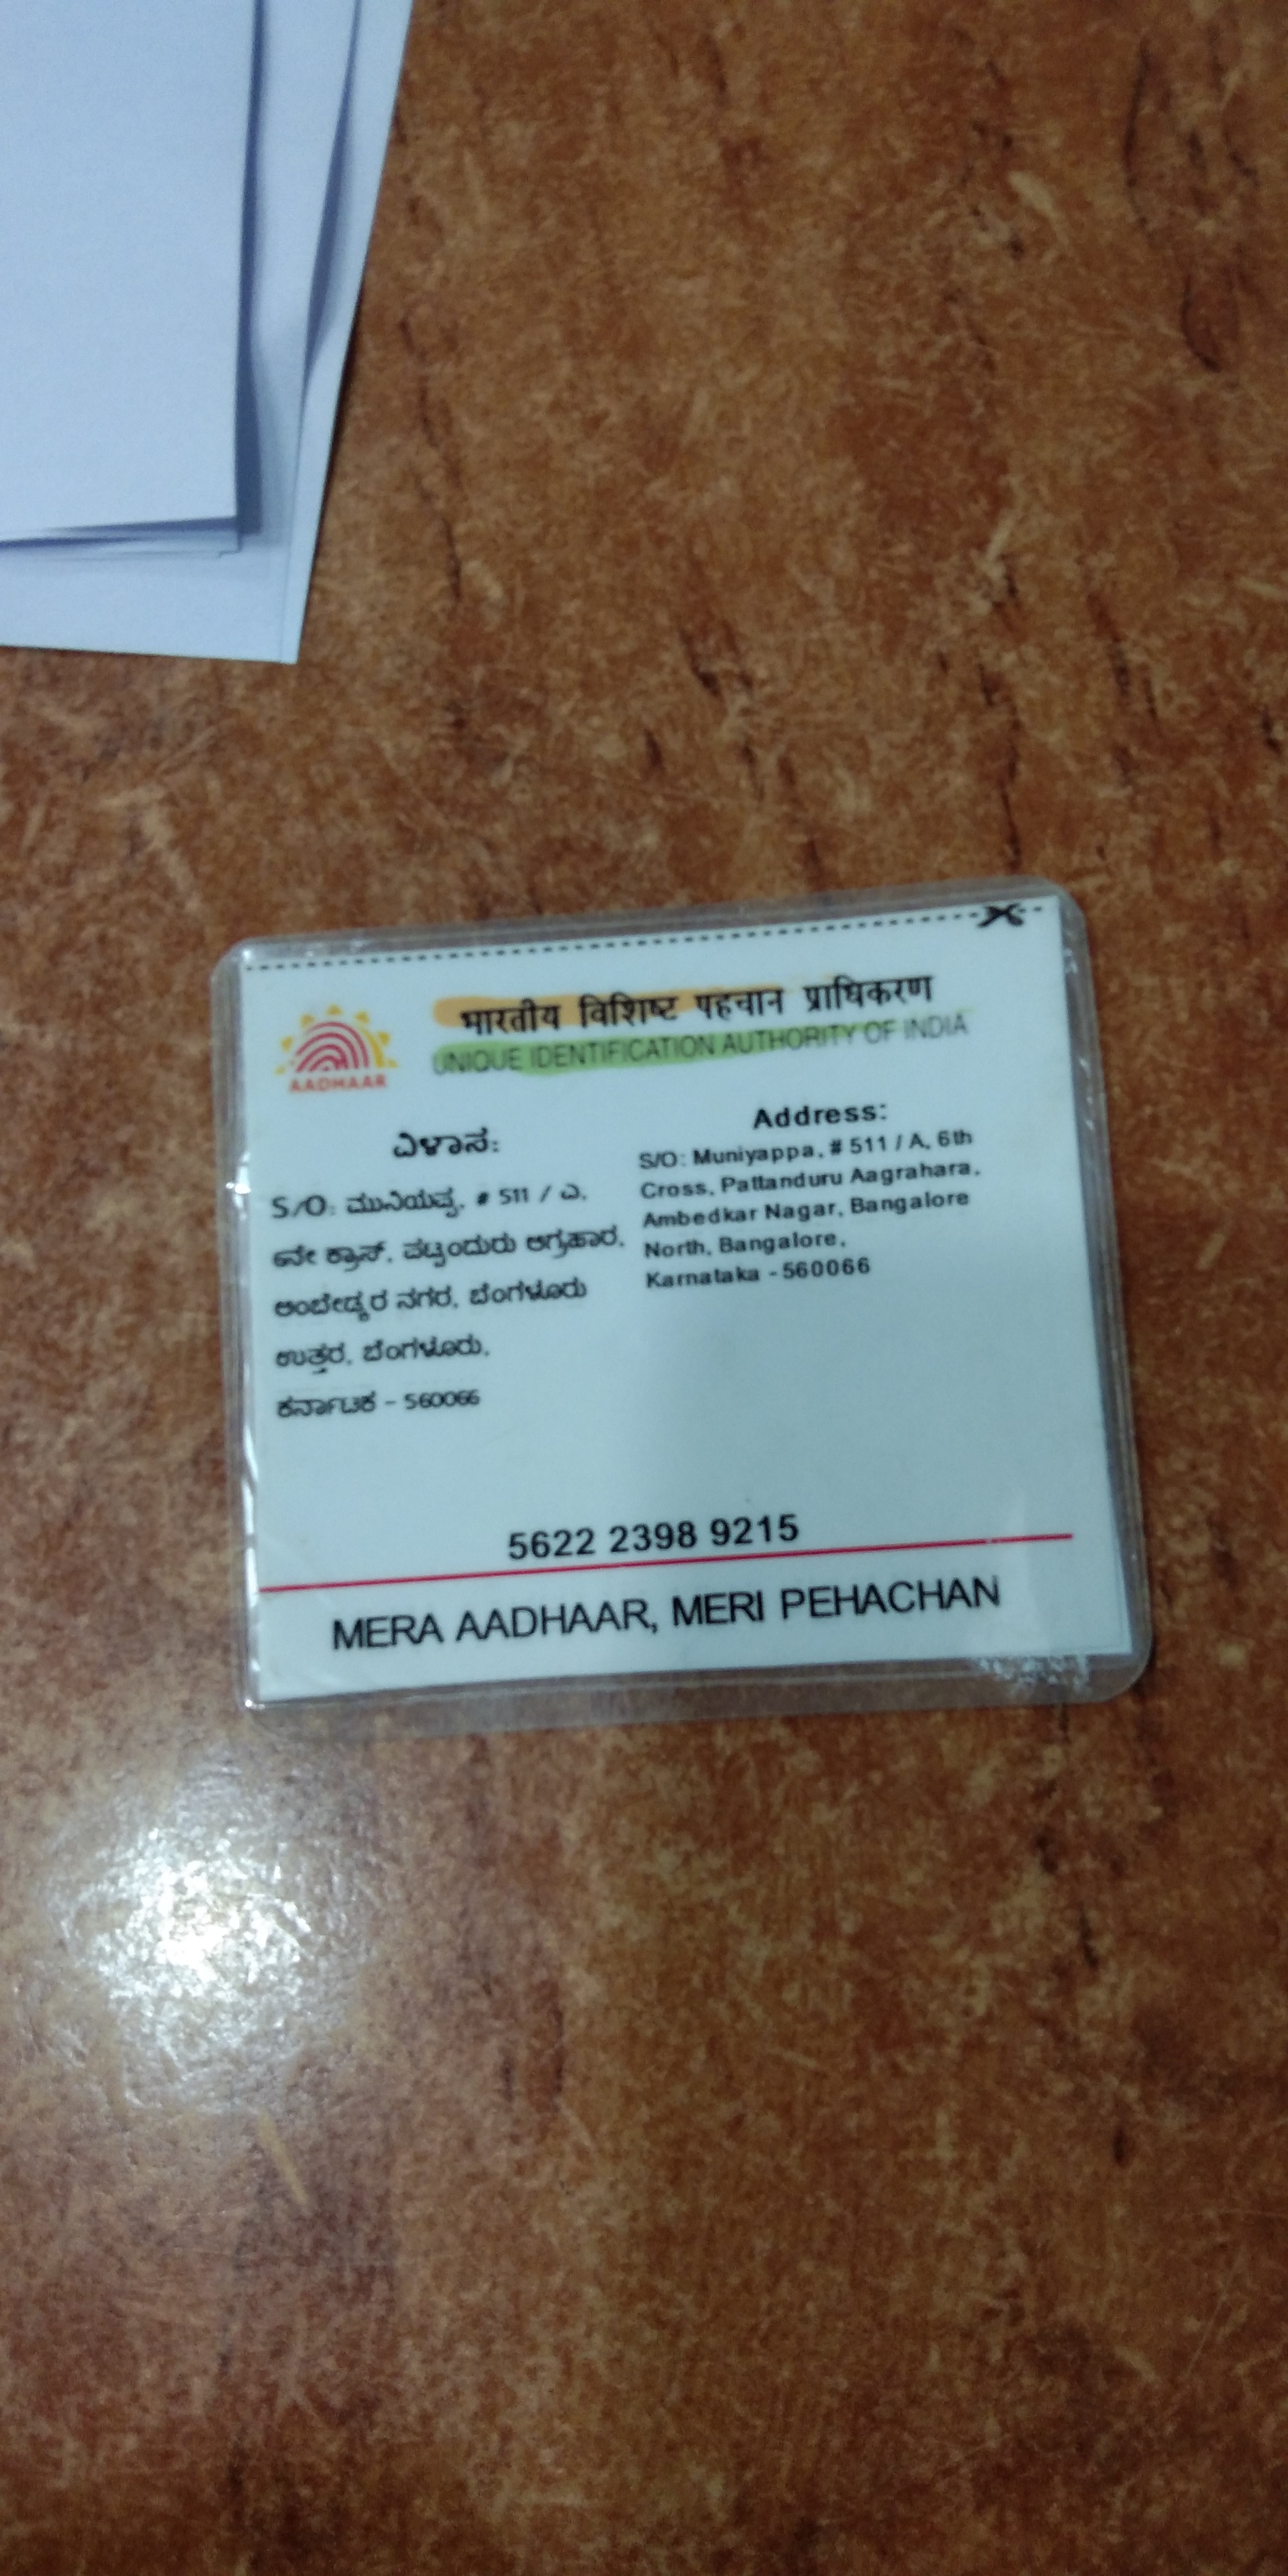 भारतीय विशिष्ट पहचान प्राधिकरण
UNIQUE IDENTIFICATION AUTHORITY OF INDIA
AADHAAR
ವಿಳಾಸ:
S/O: ಮುನಿಯಪ್ಪ, # 511 / ಎ,
6ನೇ ಕ್ರಾಸ್, ಪಟ್ಟಂದುರು ಅಗ್ರಹಾರ,
ಅಂಬೇಡ್ಕರ ನಗರ, ಬೆಂಗಳೂರು
ಉತ್ತರ, ಬೆಂಗಳೂರು,
ಕರ್ನಾಟಕ - 560066
Address:
S/O: Muniyappa, # 511 / A, 6th
Cross, Pattanduru Aagrahara,
Ambedkar Nagar, Bangalore
North, Bangalore,
Karnataka - 560066
5622 2398 9215
MERA AADHAAR, MERI PEHACHAN